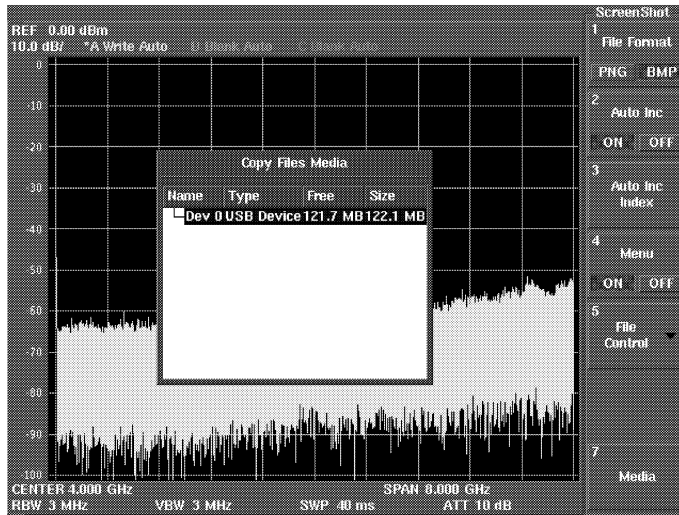 ScreenShot
REF 0.00 dBm
10.0 dB/ *A Write Auto B Blank Auto C Blank Auto
1
File Format
PNG BMP
2
Auto Inc
ON OFF
3
Auto Inc
Index
4
Menu
ON OFF
5
File
Control
7
Media
0
-10
-20
-30
-40
-50
-60
-70
-80
-90
-100
Copy Files Media
Name Type Free Size
Dev 0 USB Device 121.7 MB 122.1 MB
CENTER 4.000 GHz SPAN 8.000 GHz
RBW 3 MHz VBW 3 MHz SWP 40 ms ATT 10 dB